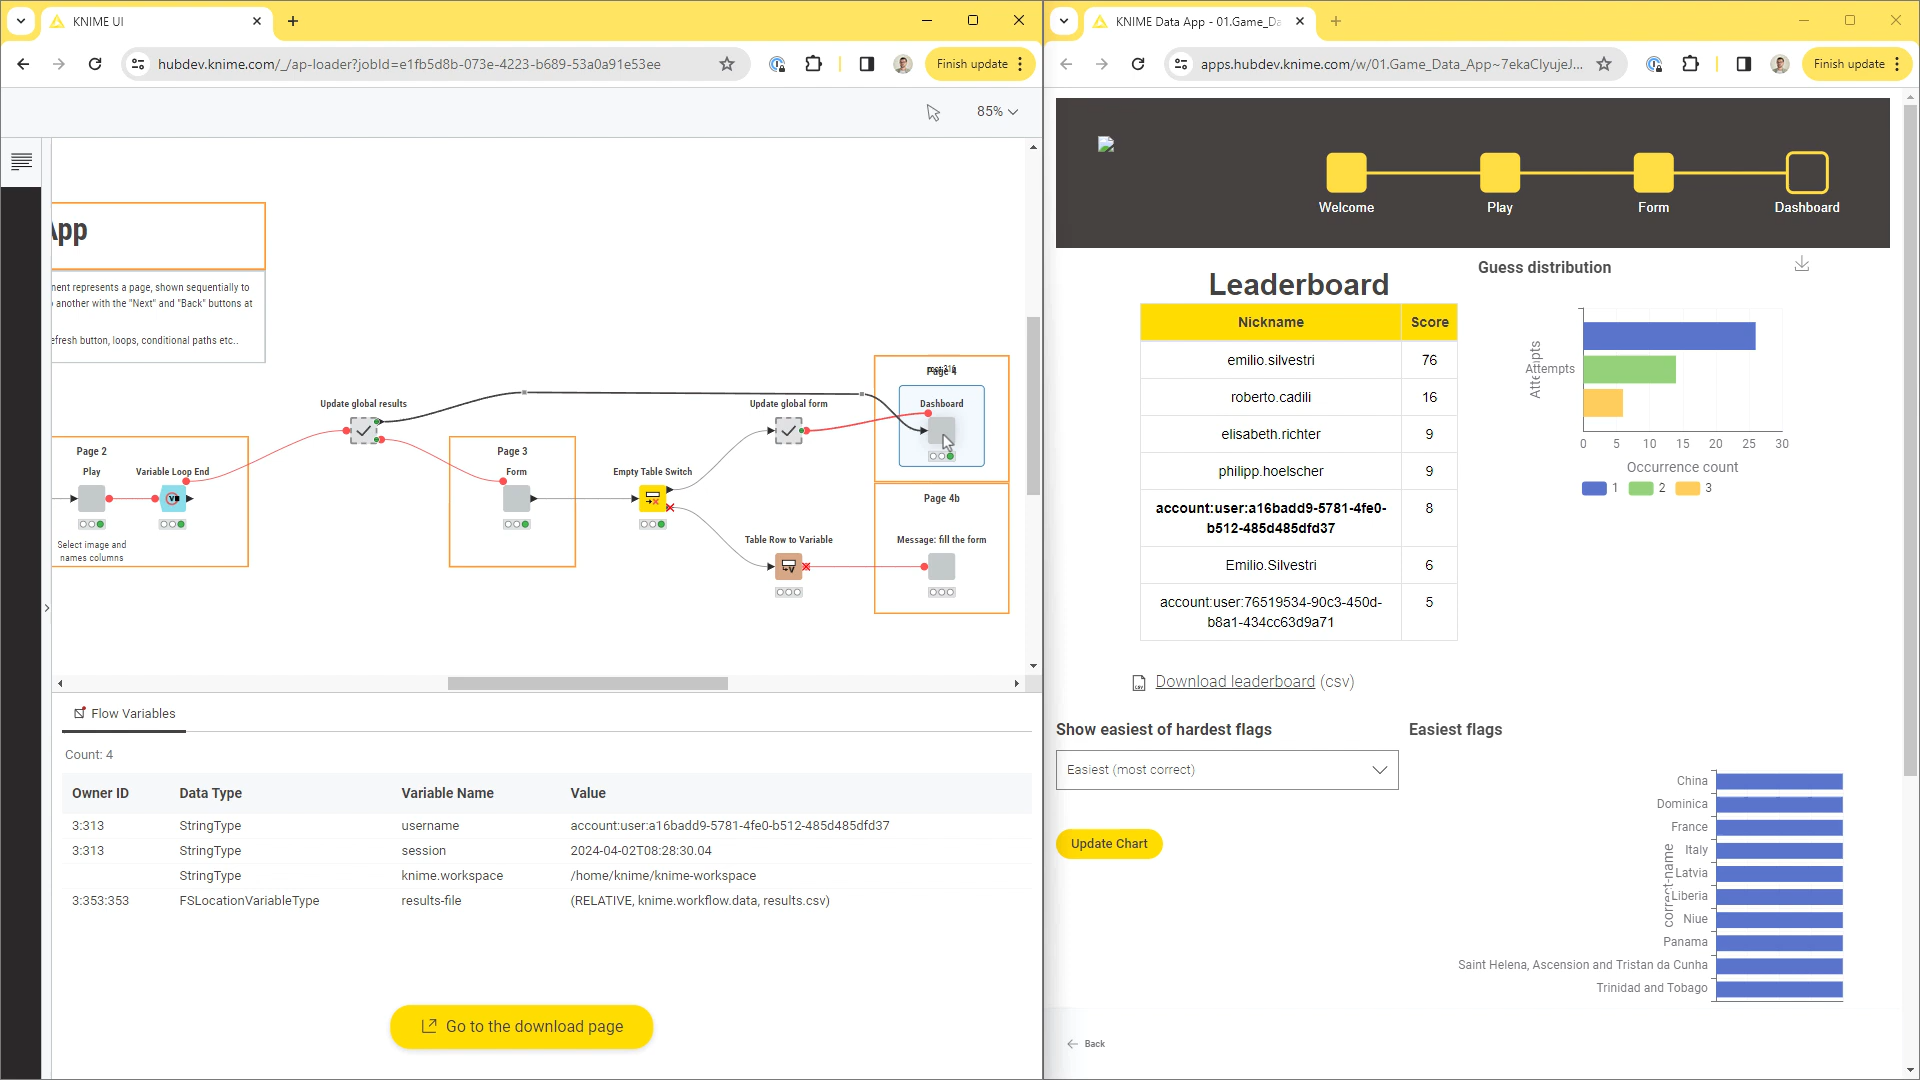 KNIME UI
hubdev.knime.com/_/ap-loader?jobId=e1fb5d8b-073e-4223-b689-53a0a91e53ee
Finish update
85%
App
nent represents a page, shown sequentially to
another with the "Next" and "Back" buttons at
efresh button, loops, conditional paths etc..
Page 2
Play
Variable Loop End
Select image and
names columns
Update global results
Page 3
Form
Empty Table Switch
Update global form
Page 4
Dashboard
Page 4b
Table Row to Variable
Message: fill the form
Flow Variables
Count: 4
Owner ID Data Type Variable Name Value
3:313 StringType username account:user:a16badd9-5781-4fe0-b512-485d485dfd37
3:313 StringType session 2024-04-02T08:28:30.04
StringType knime.workspace /home/knime/knime-workspace
3:353:353 FSLocationVariableType results-file (RELATIVE, knime.workflow.data, results.csv)
Go to the download page
KNIME Data App - 01.Game_Da
apps.hubdev.knime.com/w/01.Game_Data_App~7ekaClyujeJ...
Finish update
Welcome
Play
Form
Dashboard
Leaderboard
Nickname Score
emilio.silvestri 76
roberto.cadili 16
elisabeth.richter 9
philipp.hoelscher 9
account:user:a16badd9-5781-4fe0-
b512-485d485dfd37 8
Emilio.Silvestri 6
account:user:76519534-90c3-450d-
b8a1-434cc63d9a71 5
Download leaderboard (csv)
Guess distribution
Attempts
Attempts
0 5 10 15 20 25 30
Occurrence count
1 2 3
Show easiest of hardest flags
Easiest (most correct)
Update Chart
Easiest flags
correct-name
China
Dominica
France
Italy
Latvia
Liberia
Niue
Panama
Saint Helena, Ascension and Tristan da Cunha
Trinidad and Tobago
Back